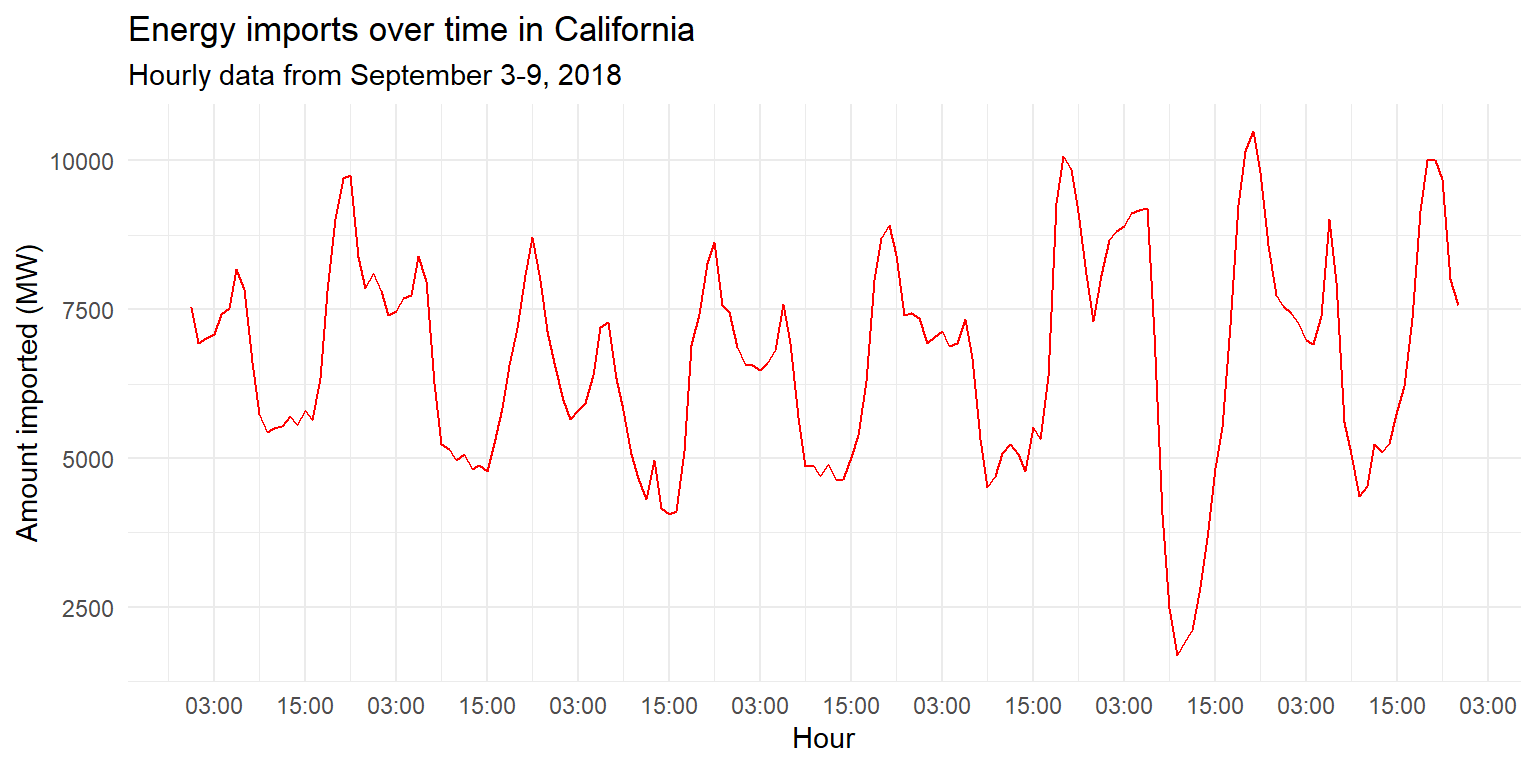 Energy imports over time in California
Hourly data from September 3-9, 2018
Amount imported (MW)
10000
7500
5000
2500
03:00 15:00 03:00 15:00 03:00 15:00 03:00 15:00 03:00 15:00 03:00 15:00 03:00 15:00 03:00
Hour